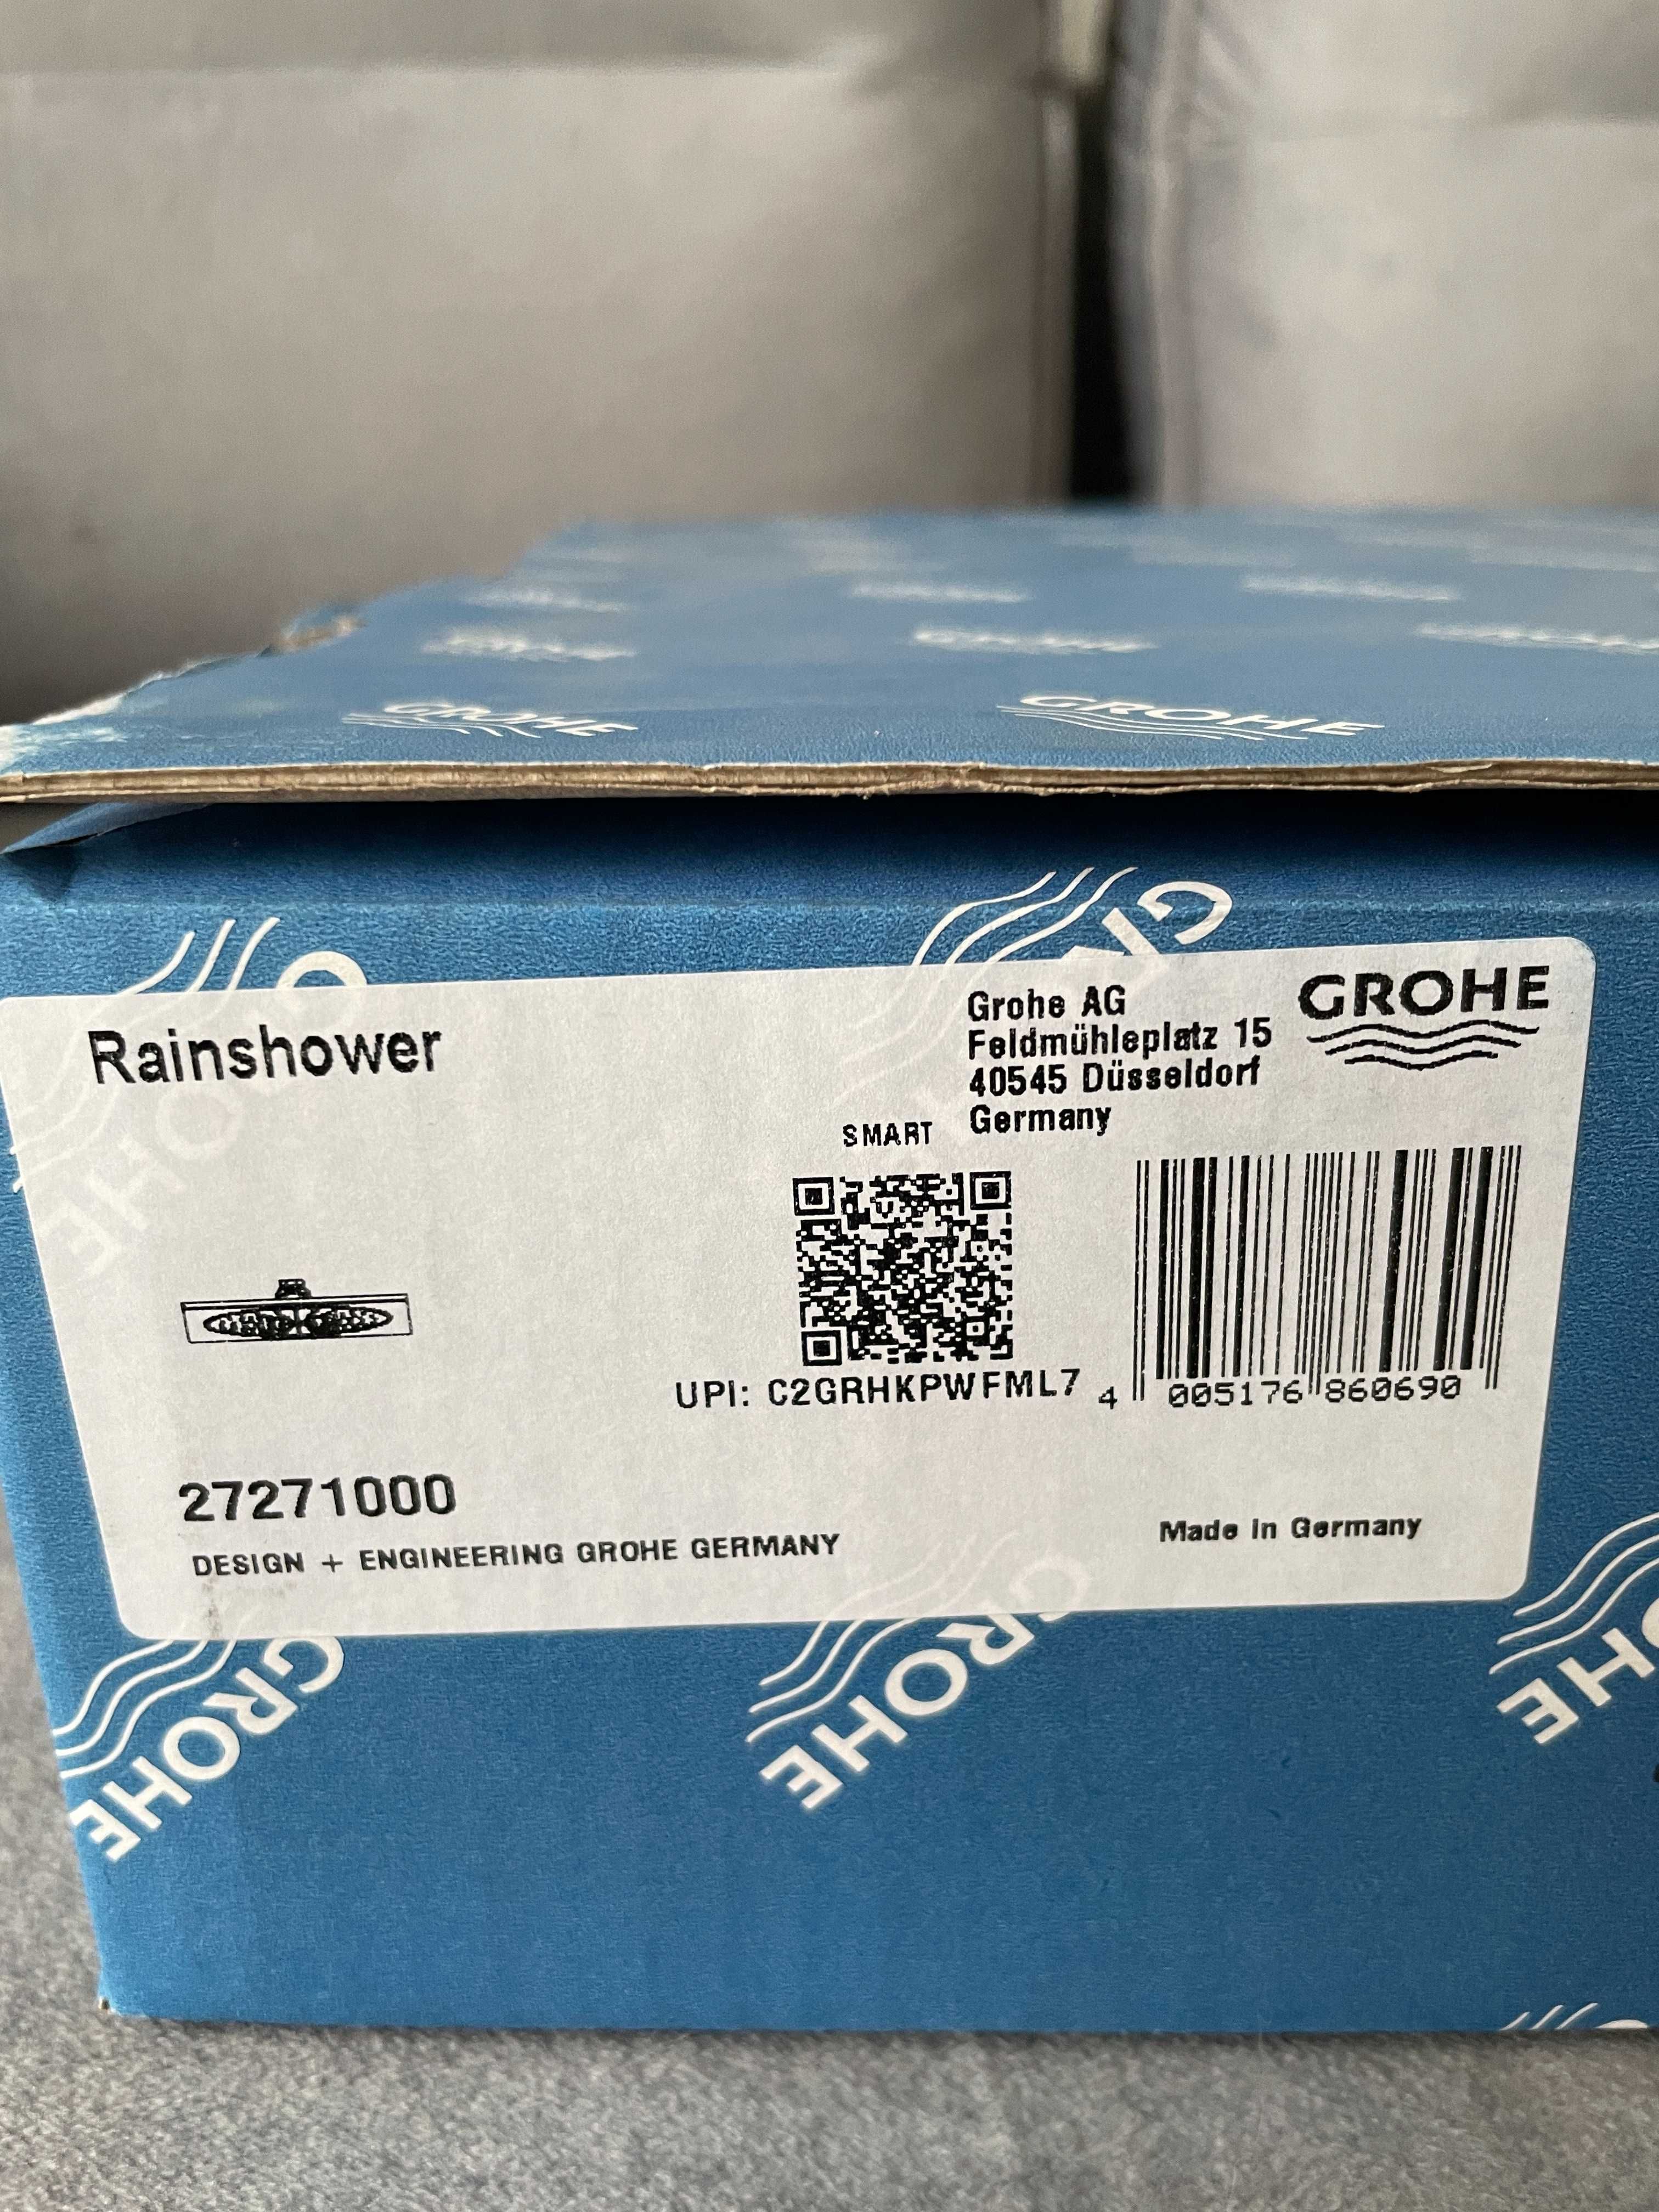 GROHE
GROHE
Rainshower
Grohe AG
Feldmühleplatz 15
40545 Düsseldorf
Germany
GROHE
SMART
UPI: C2GRHKPWFML7
4 005176 860690
27271000
DESIGN + ENGINEERING GROHE GERMANY
Made in Germany
GROHE
GROHE